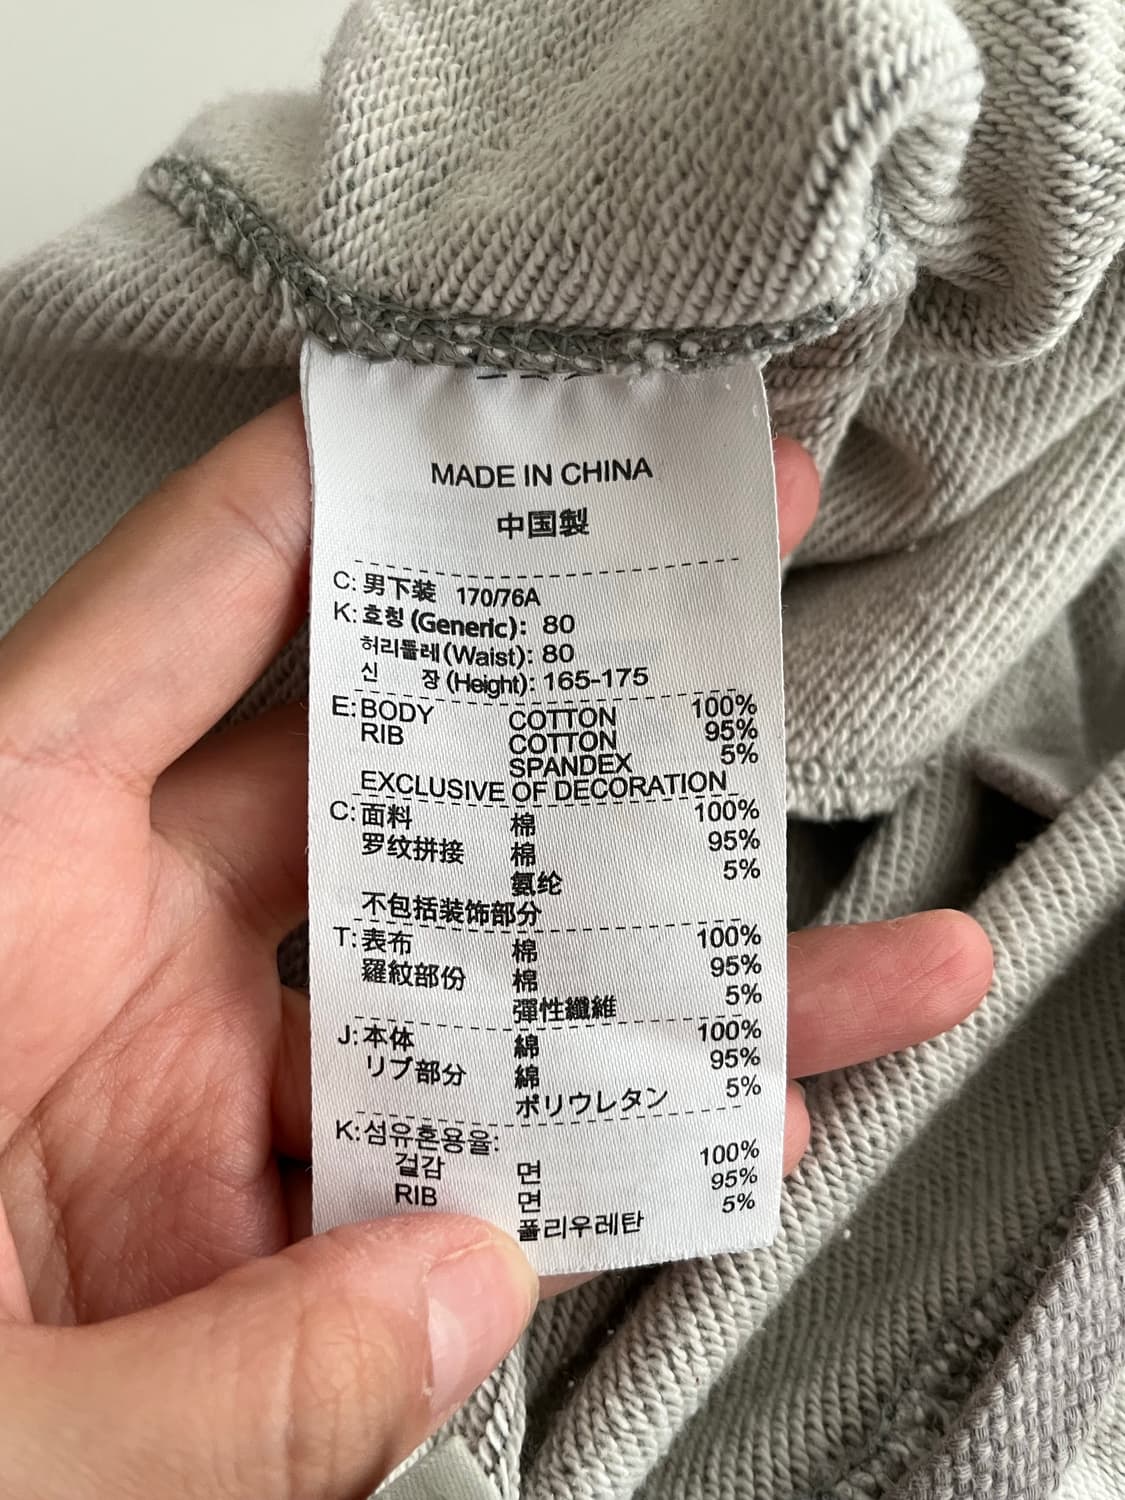 MADE IN CHINA
中国製
C: 男下装 170/76A
K: 호칭 (Generic): 80
허리둘레(Waist): 80
신 장 (Height): 165-175
E: BODY COTTON 100%
RIB COTTON 95%
SPANDEX 5%
EXCLUSIVE OF DECORATION
C: 面料 棉 100%
罗纹拼接 棉 95%
氨纶 5%
不包括装饰部分
T: 表布 棉 100%
羅紋部份 棉 95%
彈性纖維 5%
J: 本体 綿 100%
リブ部分 綿 95%
ポリウレタン 5%
K: 섬유혼용율:
겉감 면 100%
RIB 면 95%
폴리우레탄 5%